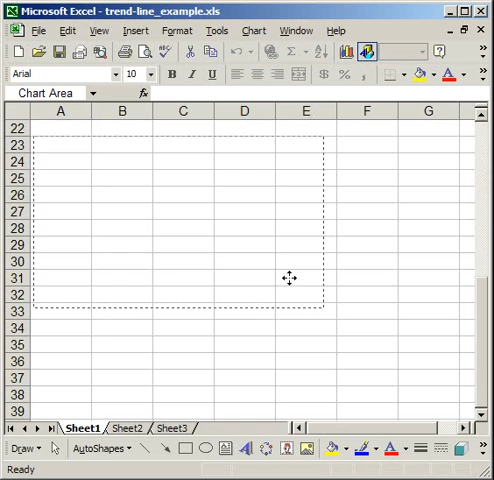 Microsoft Excel - trend-line_example.xls
File Edit View Insert Format Tools Chart Window Help
Arial 10 B I U $ % A
Chart Area fx
A B C D E F G
22
23
24
25
26
27
28
29
30
31
32
33
34
35
36
37
38
39
Sheet1 Sheet2 Sheet3
Draw AutoShapes A A
Ready